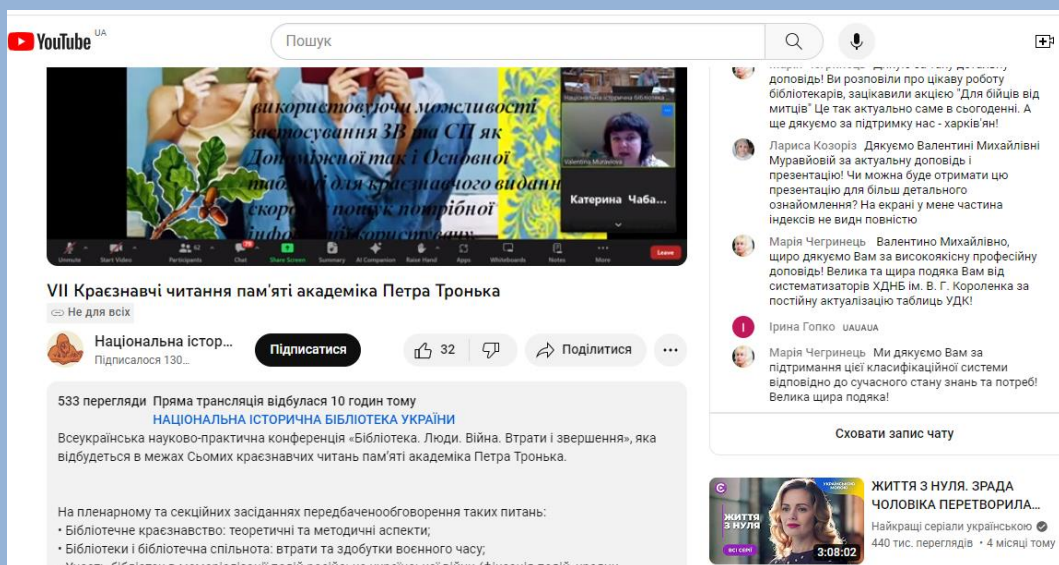 YouTube UA
Пошук
використовуючи можливості
застосування ЗВ та СП як
Допоміжної так і Основної
таблиці для краєзнавчого видання
пошук потрібної
Національна історична бібліотека
Valentina Muraviova
Катерина Чаба...
Unmute Start Video Participants 62 Chat Share Screen Summary AI Companion Raise Hand Apps Whiteboards Notes More Leave
VII Краєзнавчі читання пам'яті академіка Петра Тронька
Не для всіх
Національна істор...
Підписалося 130...
Підписатися
32
Поділитися
533 перегляди Пряма трансляція відбулася 10 годин тому
НАЦІОНАЛЬНА ІСТОРИЧНА БІБЛІОТЕКА УКРАЇНИ
Всеукраїнська науково-практична конференція «Бібліотека. Люди. Війна. Втрати і звершення», яка
відбудеться в межах Сьомих краєзнавчих читань пам'яті академіка Петра Тронька.
На пленарному та секційних засіданнях передбаченообговорення таких питань:
• Бібліотечне краєзнавство: теоретичні та методичні аспекти;
• Бібліотеки і бібліотечна спільнота: втрати та здобутки воєнного часу;
доповідь! Ви розповіли про цікаву роботу
бібліотекарів, зацікавили акцією "Для бійців від
митців" Це так актуально саме в сьогоденні. А
ще дякуємо за підтримку нас - харків'ян!
Лариса Козоріз Дякуємо Валентині Михайлівні
Муравйовій за актуальну доповідь і
презентацію! Чи можна буде отримати цю
презентацію для більш детального
ознайомлення? На екрані у мене частина
індексів не видн повністю
Марія Чегринець Валентино Михайлівно,
щиро дякуємо Вам за високоякісну професійну
доповідь! Велика та щира подяка Вам від
систематизаторів ХДНБ ім. В. Г. Короленка за
постійну актуалізацію таблиць УДК!
І Ірина Гопко UAUAUA
Марія Чегринець Ми дякуємо Вам за
підтримання цієї класифікаційної системи
відповідно до сучасного стану знань та потреб!
Велика щира подяка!
Сховати запис чату
ЖИТТЯ З НУЛЯ
ВСІ СЕРІЇ
УКРАЇНСЬКОЮ МОВОЮ
3:08:02
ЖИТТЯ З НУЛЯ. ЗРАДА
ЧОЛОВІКА ПЕРЕТВОРИЛА...
Найкращі серіали українською
440 тис. переглядів • 4 місяці тому